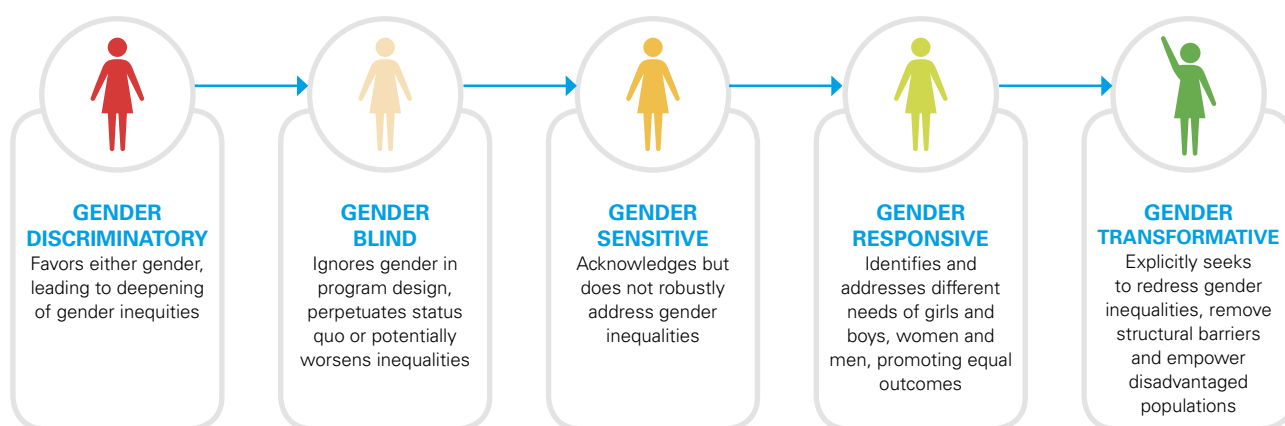 GENDER
DISCRIMINATORY
Favors either gender,
leading to deepening
of gender inequities
GENDER
BLIND
Ignores gender in
program design,
perpetuates status
quo or potentially
worsens inequalities
GENDER
SENSITIVE
Acknowledges but
does not robustly
address gender
inequalities
GENDER
RESPONSIVE
Identifies and
addresses different
needs of girls and
boys, women and
men, promoting equal
outcomes
GENDER
TRANSFORMATIVE
Explicitly seeks
to redress gender
inequalities, remove
structural barriers
and empower
disadvantaged
populations